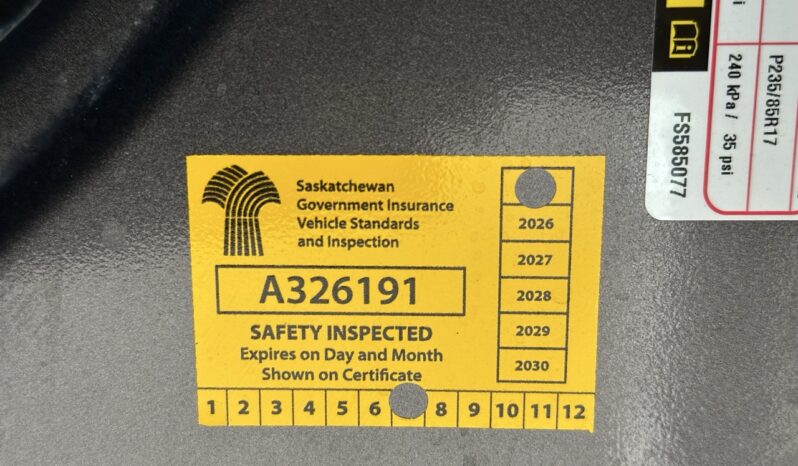 Saskatchewan
Government Insurance
Vehicle Standards
and Inspection
A326191
SAFETY INSPECTED
Expires on Day and Month
Shown on Certificate
2026
2027
2028
2029
2030
1 2 3 4 5 6 8 9 10 11 12
P235/85R17
240 kPa / 35 psi
FS585077